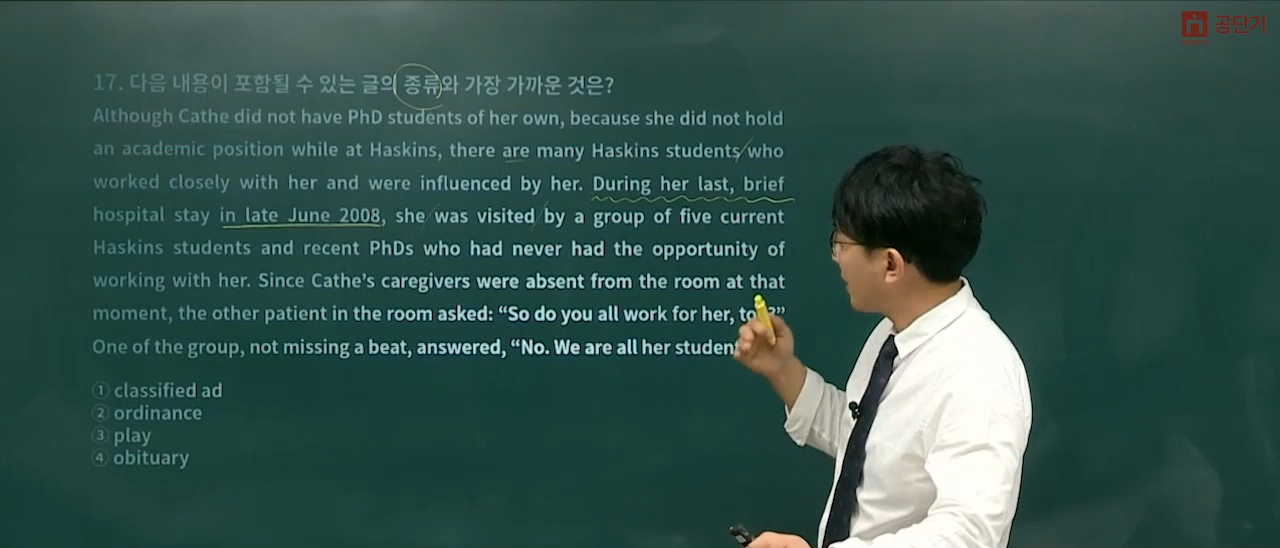 공단기
17. 다음 내용이 포함될 수 있는 글의 종류와 가장 가까운 것은?
Although Cathe did not have PhD students of her own, because she did not hold
an academic position while at Haskins, there are many Haskins students who
worked closely with her and were influenced by her. During her last, brief
hospital stay in late June 2008, she was visited by a group of five current
Haskins students and recent PhDs who had never had the opportunity of
working with her. Since Cathe's caregivers were absent from the room at that
moment, the other patient in the room asked: “So do you all work for her,
One of the group, not missing a beat, answered, “No. We are all her
① classified ad
② ordinance
③ play
④ obituary